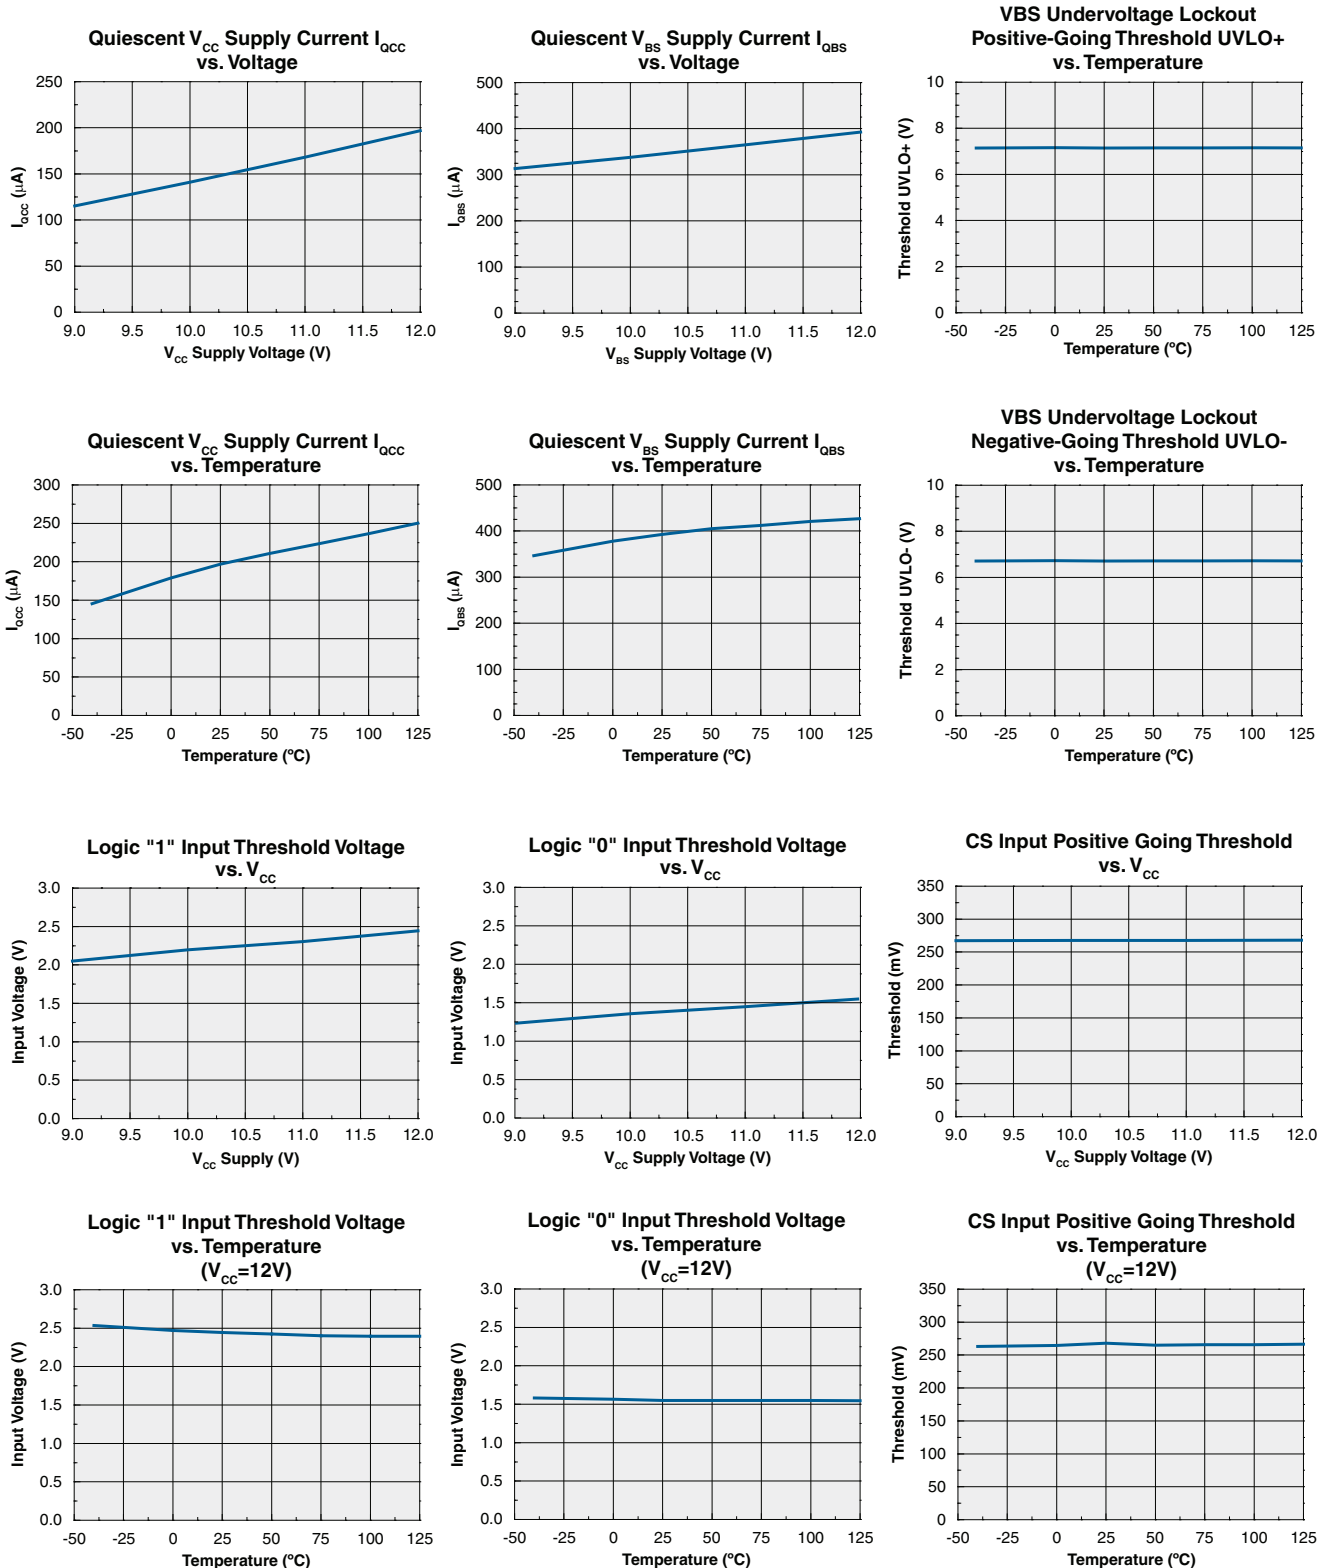 Quiescent VCC Supply Current IQCC
vs. Voltage
250
200
150
100
50
0
IQCC (µA)
9.0 9.5 10.0 10.5 11.0 11.5 12.0
VCC Supply Voltage (V)
Quiescent VBS Supply Current IQBS
vs. Voltage
500
400
300
200
100
0
IQBS (µA)
9.0 9.5 10.0 10.5 11.0 11.5 12.0
VBS Supply Voltage (V)
VBS Undervoltage Lockout
Positive-Going Threshold UVLO+
vs. Temperature
10
8
6
4
2
0
Threshold UVLO+ (V)
-50 -25 0 25 50 75 100 125
Temperature (ºC)
Quiescent VCC Supply Current IQCC
vs. Temperature
300
250
200
150
100
50
0
IQCC (µA)
-50 -25 0 25 50 75 100 125
Temperature (ºC)
Quiescent VBS Supply Current IQBS
vs. Temperature
500
400
300
200
100
0
IQBS (µA)
-50 -25 0 25 50 75 100 125
Temperature (ºC)
VBS Undervoltage Lockout
Negative-Going Threshold UVLO-
vs. Temperature
10
8
6
4
2
0
Threshold UVLO- (V)
-50 -25 0 25 50 75 100 125
Temperature (ºC)
Logic "1" Input Threshold Voltage
vs. VCC
3.0
2.5
2.0
1.5
1.0
0.5
0.0
Input Voltage (V)
9.0 9.5 10.0 10.5 11.0 11.5 12.0
VCC Supply (V)
Logic "0" Input Threshold Voltage
vs. VCC
3.0
2.5
2.0
1.5
1.0
0.5
0.0
Input Voltage (V)
9.0 9.5 10.0 10.5 11.0 11.5 12.0
VCC Supply Voltage (V)
CS Input Positive Going Threshold
vs. VCC
350
300
250
200
150
100
50
0
Threshold (mV)
9.0 9.5 10.0 10.5 11.0 11.5 12.0
VCC Supply Voltage (V)
Logic "1" Input Threshold Voltage
vs. Temperature
(VCC=12V)
3.0
2.5
2.0
1.5
1.0
0.5
0.0
Input Voltage (V)
-50 -25 0 25 50 75 100 125
Temperature (ºC)
Logic "0" Input Threshold Voltage
vs. Temperature
(VCC=12V)
3.0
2.5
2.0
1.5
1.0
0.5
0.0
Input Voltage (V)
-50 -25 0 25 50 75 100 125
Temperature (ºC)
CS Input Positive Going Threshold
vs. Temperature
(VCC=12V)
350
300
250
200
150
100
50
0
Threshold (mV)
-50 -25 0 25 50 75 100 125
Temperature (ºC)